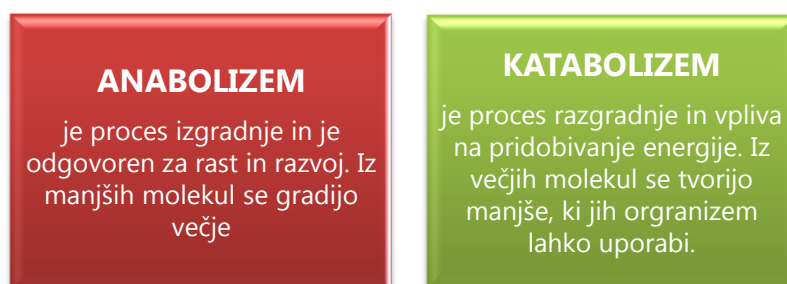 ANABOLIZEM
je proces izgradnje in je
odgovoren za rast in razvoj. Iz
manjših molekul se gradijo
večje
KATABOLIZEM
je proces razgradnje in vpliva
na pridobivanje energije. Iz
večjih molekul se tvorijo
manjše, ki jih orgranizem
lahko uporabi.